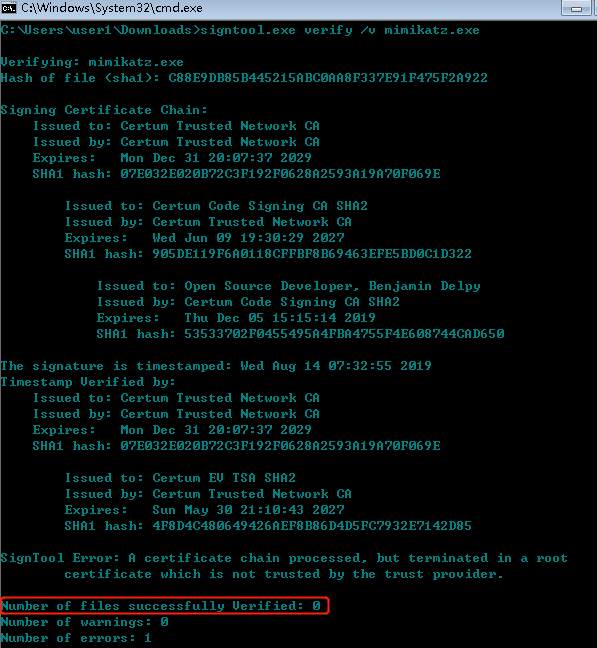 C:\Windows\System32\cmd.exe
C:\Users\user1\Downloads>signtool.exe verify /v mimikatz.exe
Verifying: mimikatz.exe
Hash of file (sha1): C88E9DB85B445215ABC0AA8F337E91F475F2A922
Signing Certificate Chain:
Issued to: Certum Trusted Network CA
Issued by: Certum Trusted Network CA
Expires: Mon Dec 31 20:07:37 2029
SHA1 hash: 07E032E020B72C3F192F0628A2593A19A70F069E
Issued to: Certum Code Signing CA SHA2
Issued by: Certum Trusted Network CA
Expires: Wed Jun 09 19:30:29 2027
SHA1 hash: 905DE119F6A0118CFFBF8B69463EFE5BD0C1D322
Issued to: Open Source Developer, Benjamin Delpy
Issued by: Certum Code Signing CA SHA2
Expires: Thu Dec 05 15:15:14 2019
SHA1 hash: 53533702F0455495A4FBA4755F4E608744CAD650
The signature is timestamped: Wed Aug 14 07:32:55 2019
Timestamp Verified by:
Issued to: Certum Trusted Network CA
Issued by: Certum Trusted Network CA
Expires: Mon Dec 31 20:07:37 2029
SHA1 hash: 07E032E020B72C3F192F0628A2593A19A70F069E
Issued to: Certum EV TSA SHA2
Issued by: Certum Trusted Network CA
Expires: Sun May 30 21:10:43 2027
SHA1 hash: 4F8D4C480649426AEF8B86D4D5FC7932E7142D85
SignTool Error: A certificate chain processed, but terminated in a root
certificate which is not trusted by the trust provider.
Number of files successfully Verified: 0
Number of warnings: 0
Number of errors: 1